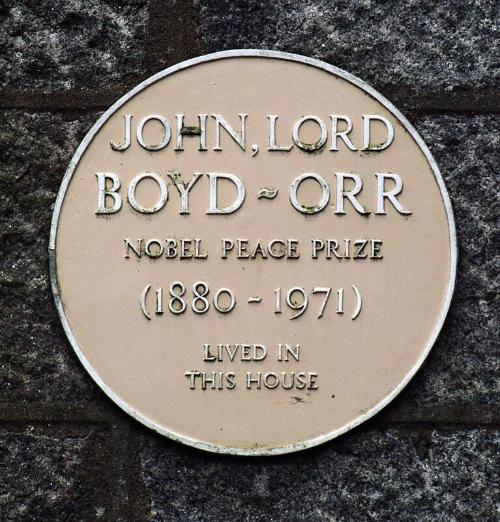 JOHN, LORD
BOYD ~ ORR
NOBEL PEACE PRIZE
(1880 - 1971)
LIVED IN
THIS HOUSE